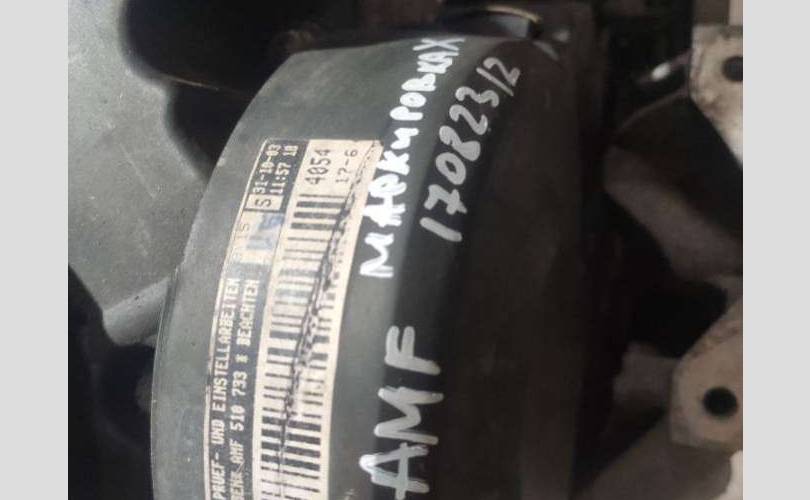 МАРКИРОВКАХ
170823/2
AMF
31-10-03
S 11:57 18
4054
17-6
PRUEF- UND EINSTELLARBEITEN
AMF 510 733 X BEACHTEN